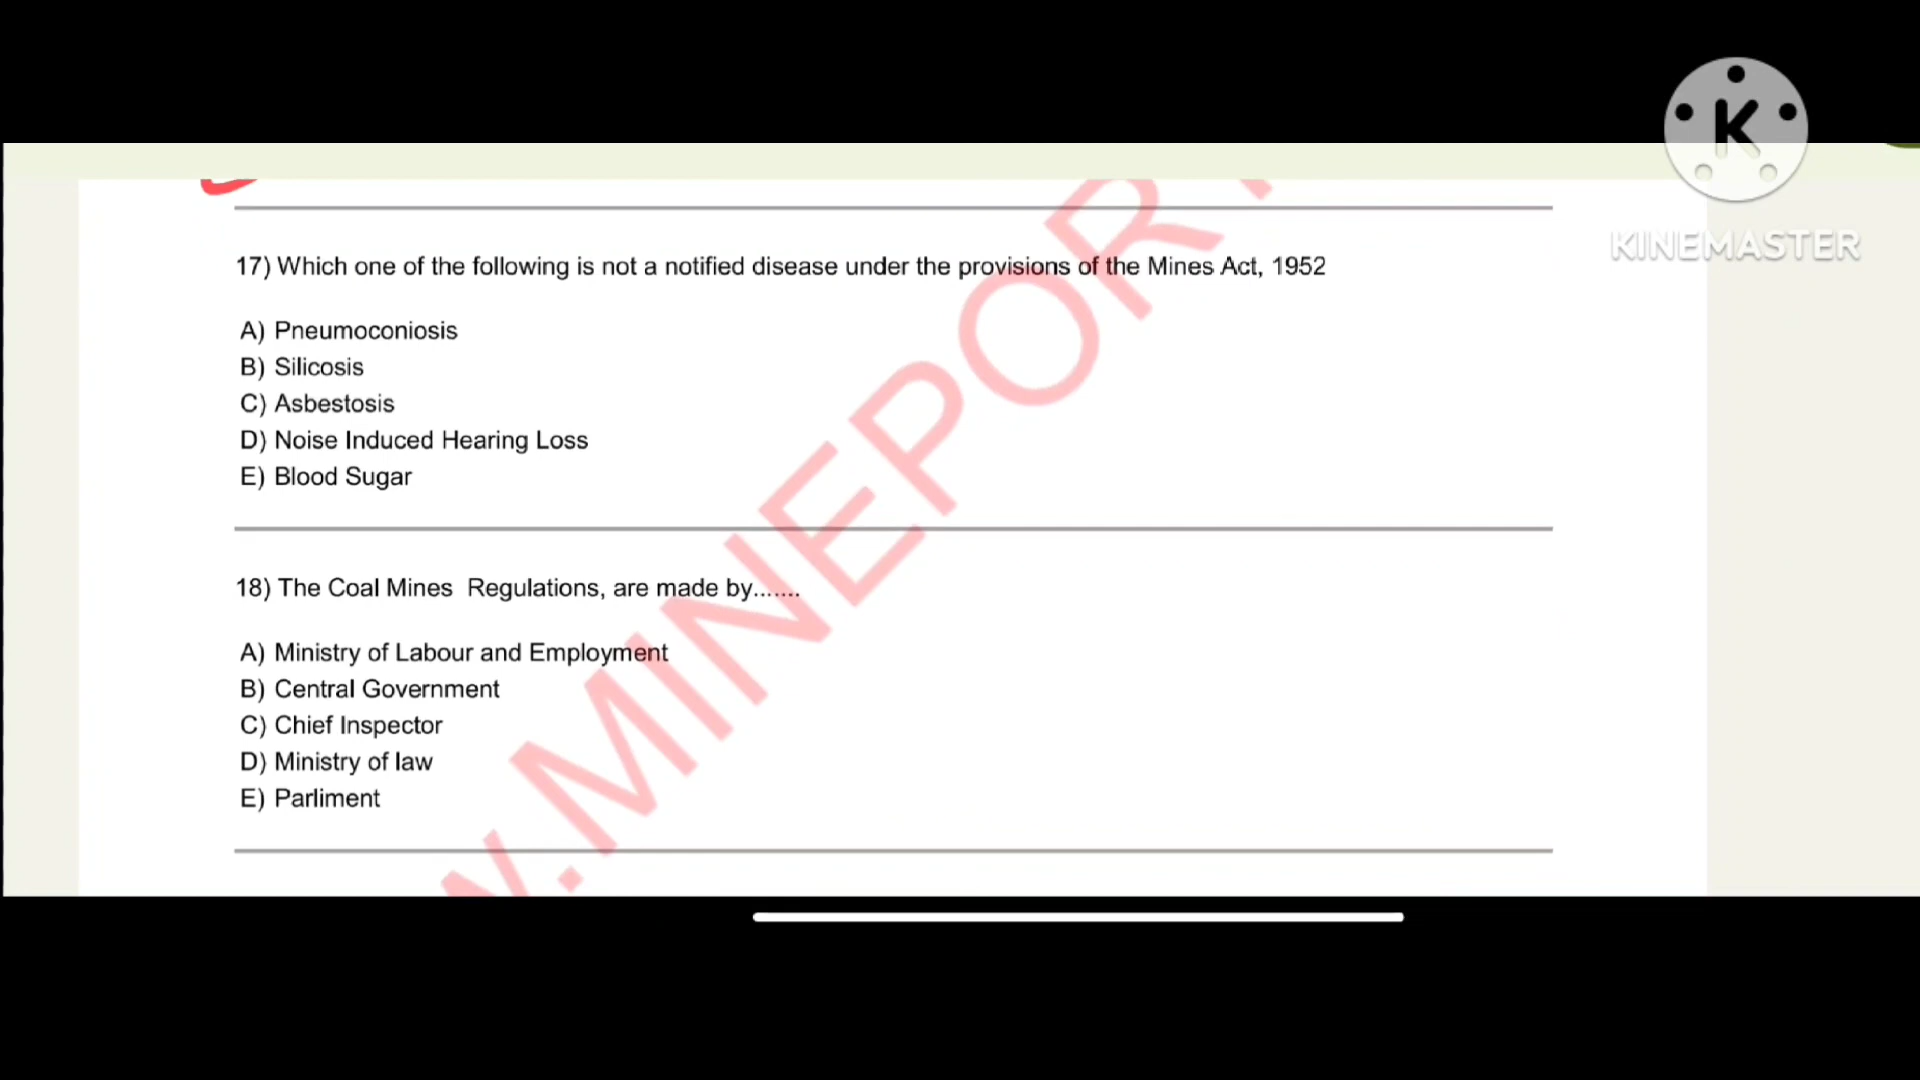 K
KINEMASTER
17) Which one of the following is not a notified disease under the provisions of the Mines Act, 1952
A) Pneumoconiosis
B) Silicosis
C) Asbestosis
D) Noise Induced Hearing Loss
E) Blood Sugar
18) The Coal Mines  Regulations, are made by.......
A) Ministry of Labour and Employment
B) Central Government
C) Chief Inspector
D) Ministry of law
E) Parliment
W.MINEPORT